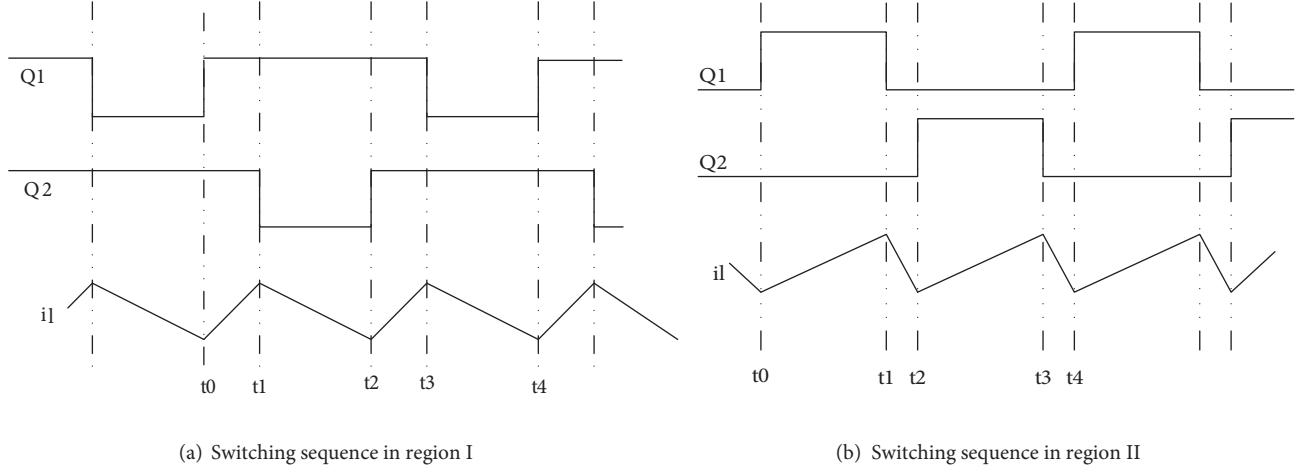 Q1
Q2
il
t0 t1 t2 t3 t4
(a) Switching sequence in region I
Q1
Q2
il
t0 t1 t2 t3 t4
(b) Switching sequence in region II